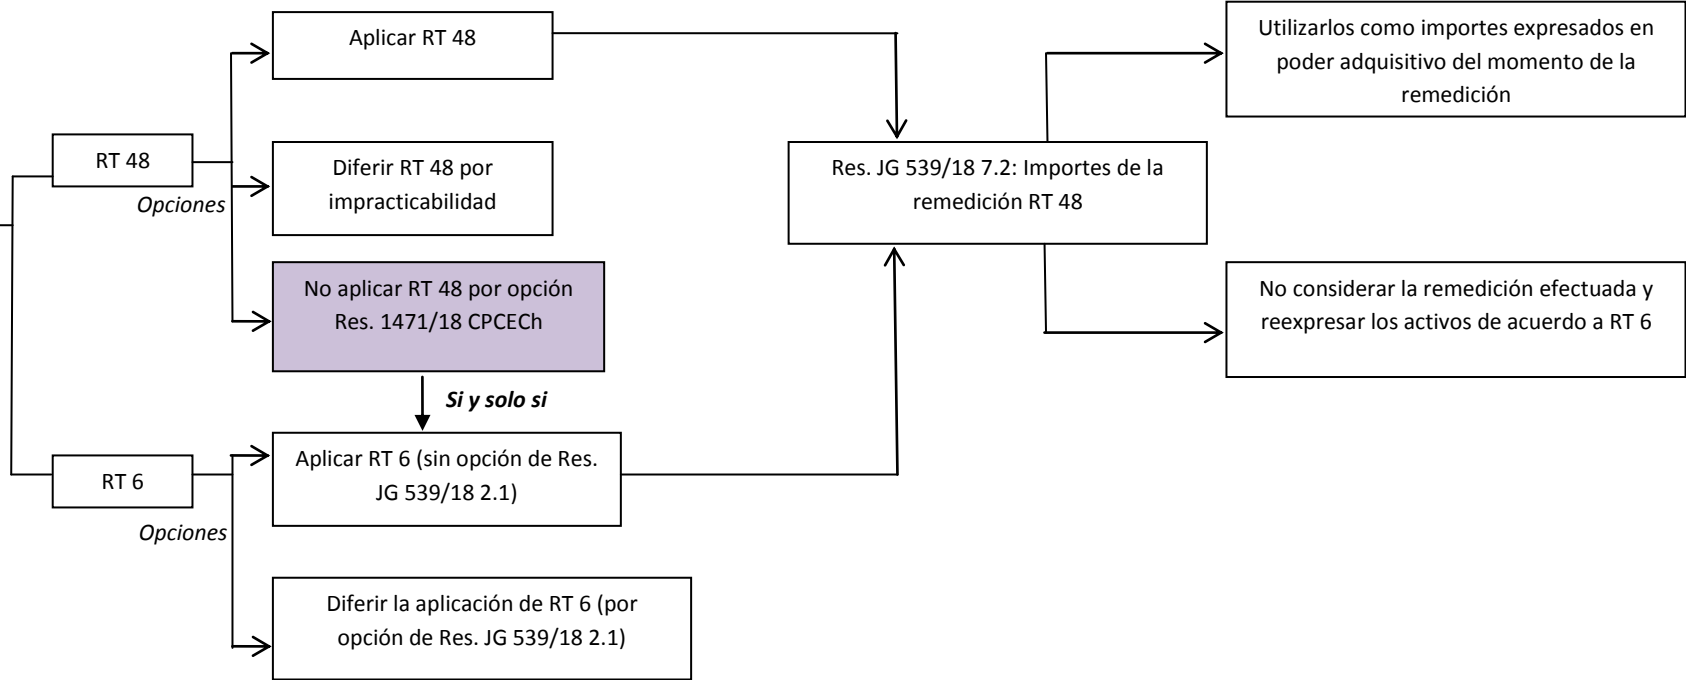 Aplicar RT 48
Utilizarlos como importes expresados en
poder adquisitivo del momento de la
remedición
RT 48
Opciones
Diferir RT 48 por
impracticabilidad
Res. JG 539/18 7.2: Importes de la
remedición RT 48
No aplicar RT 48 por opción
Res. 1471/18 CPCECh
No considerar la remedición efectuada y
reexpresar los activos de acuerdo a RT 6
Si y solo si
RT 6
Opciones
Aplicar RT 6 (sin opción de Res.
JG 539/18 2.1)
Diferir la aplicación de RT 6 (por
opción de Res. JG 539/18 2.1)